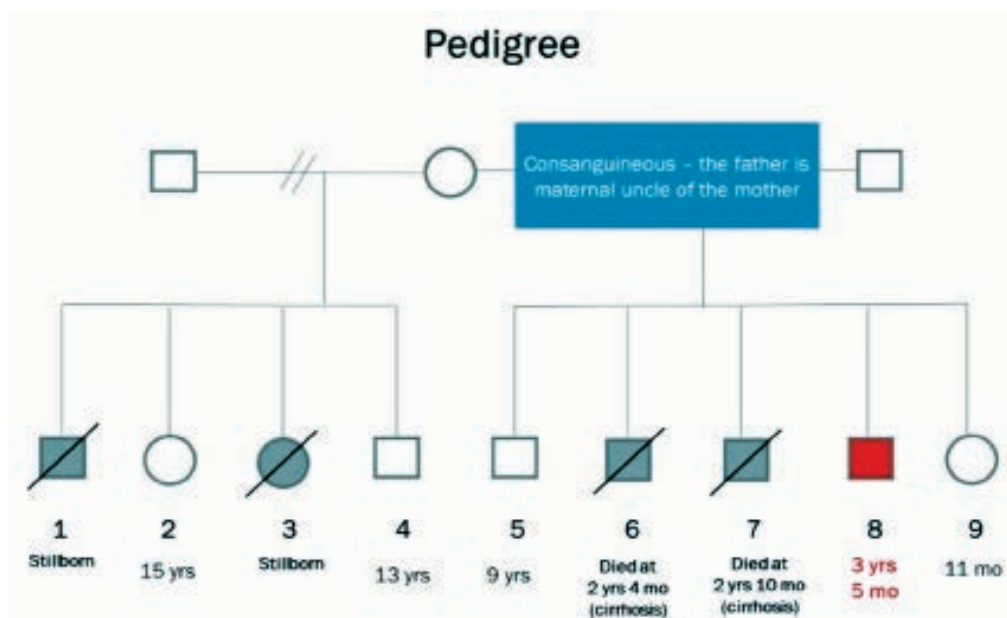 Pedigree
Consanguineous – the father is
maternal uncle of the mother
1
Stillborn
2
15 yrs
3
Stillborn
4
13 yrs
5
9 yrs
6
Died at
2 yrs 4 mo
(cirrhosis)
7
Died at
2 yrs 10 mo
(cirrhosis)
8
3 yrs
5 mo
9
11 mo